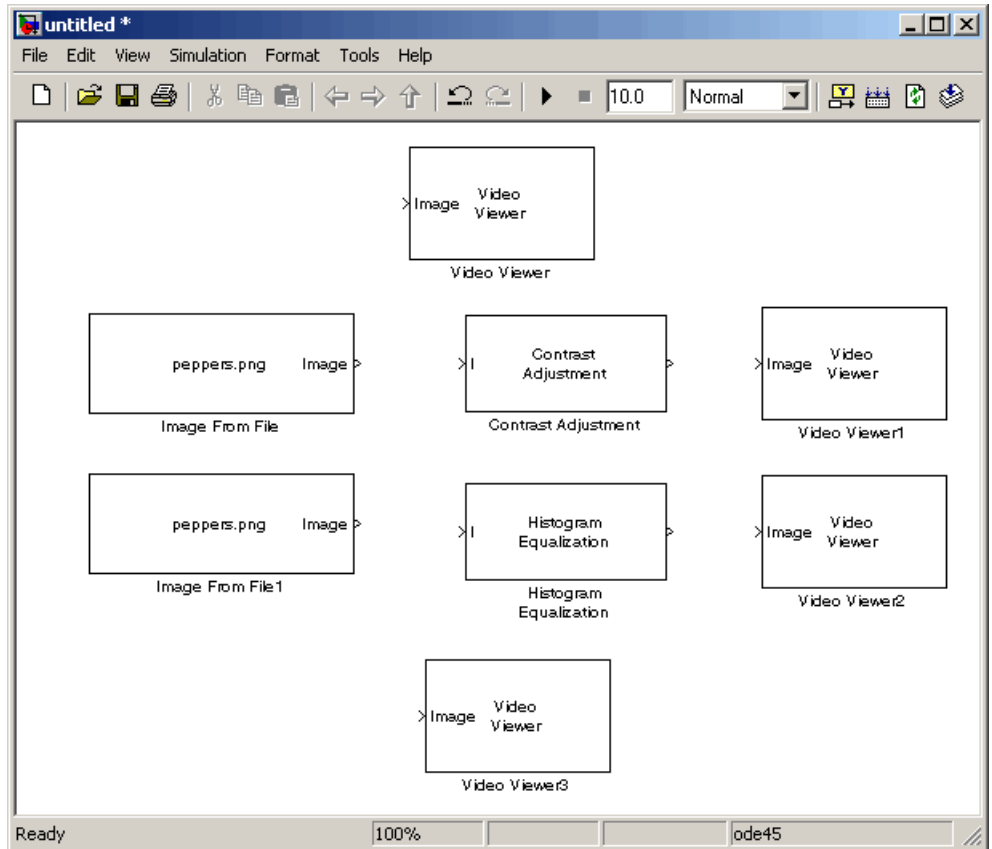 untitled *
File Edit View Simulation Format Tools Help
10.0 Normal
Image Video Viewer
Video Viewer
peppers.png Image
Image From File
I Contrast Adjustment
Contrast Adjustment
Image Video Viewer
Video Viewer1
peppers.png Image
Image From File1
I Histogram Equalization
Histogram Equalization
Image Video Viewer
Video Viewer2
Image Video Viewer
Video Viewer3
Ready 100% ode45